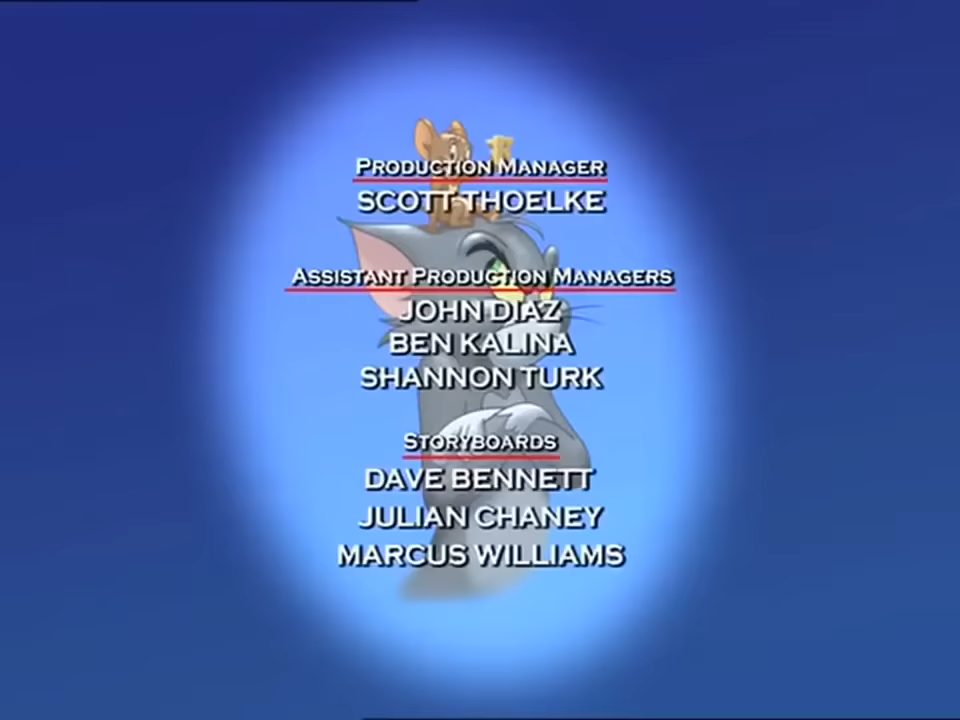 PRODUCTION MANAGER
SCOTT THOELKE
ASSISTANT PRODUCTION MANAGERS
JOHN DIAZ
BEN KALINA
SHANNON TURK
STORYBOARDS
DAVE BENNETT
JULIAN CHANEY
MARCUS WILLIAMS